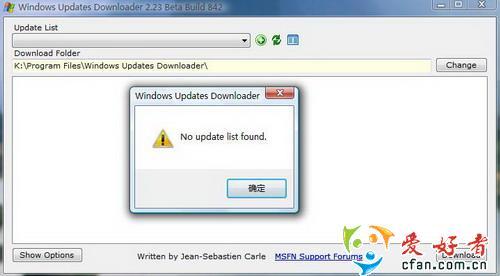 Windows Updates Downloader 2.23 Beta Build 842
Update List
Download Folder
K:\Program Files\Windows Updates Downloader\
Change
Windows Updates Downloader
No update list found.
确定
Show Options
Written by Jean-Sebastien Carle
MSFN Support Forums
Download
爱好者
cfan.com.cn